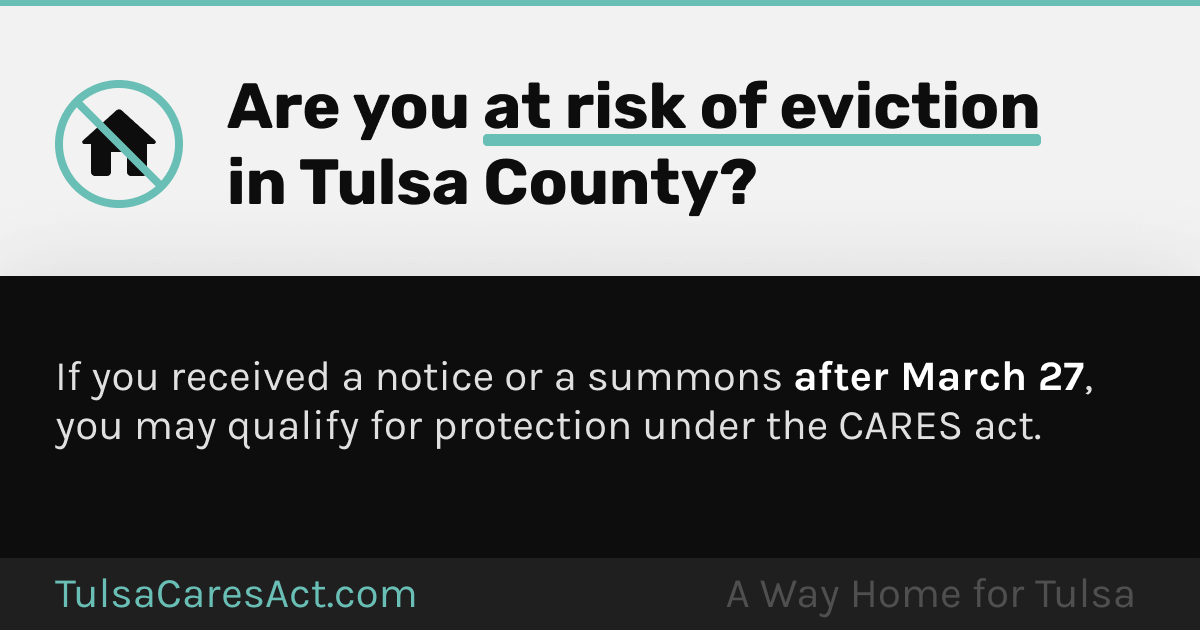 Are you at risk of eviction
in Tulsa County?
If you received a notice or a summons after March 27,
you may qualify for protection under the CARES act.
TulsaCaresAct.com
A Way Home for Tulsa